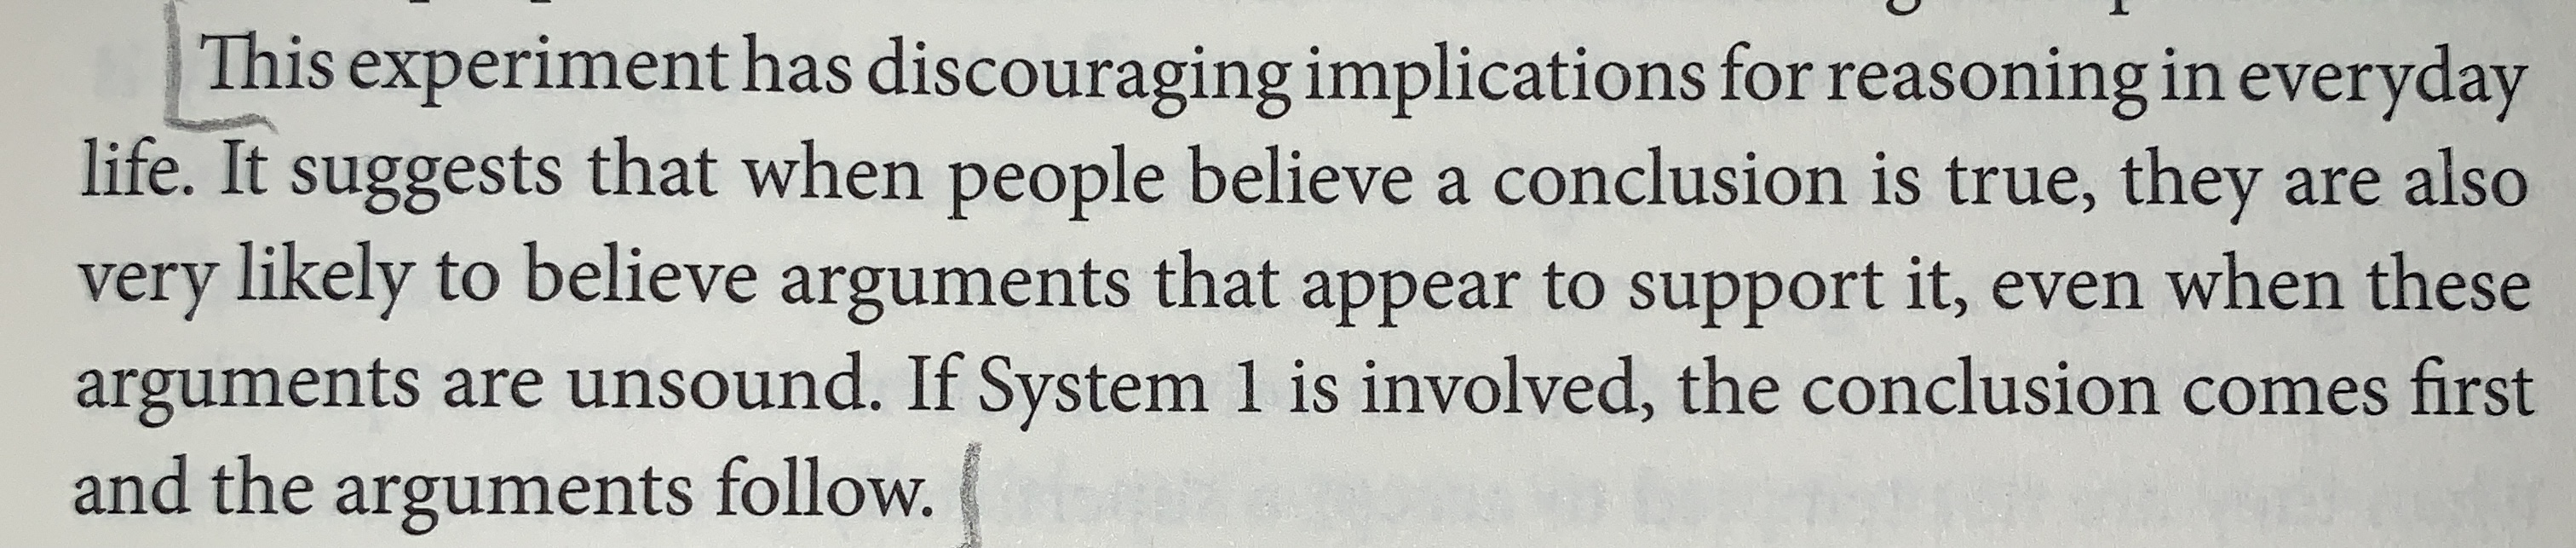 This experiment has discouraging implications for reasoning in everyday
life. It suggests that when people believe a conclusion is true, they are also
very likely to believe arguments that appear to support it, even when these
arguments are unsound. If System 1 is involved, the conclusion comes first
and the arguments follow.